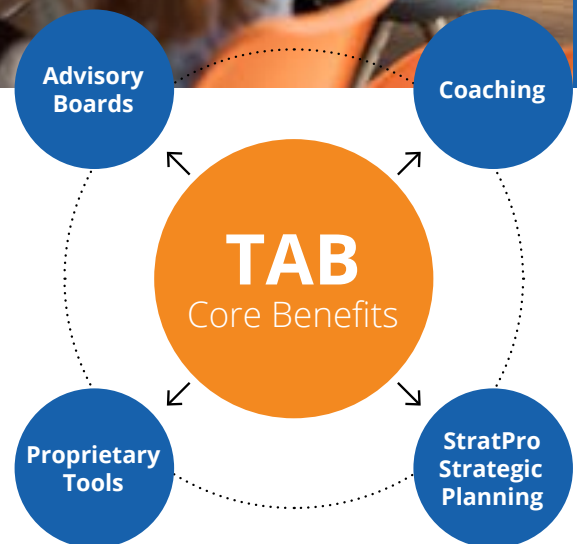 Advisory
Boards
Coaching
TAB
Core Benefits
Proprietary
Tools
StratPro
Strategic
Planning